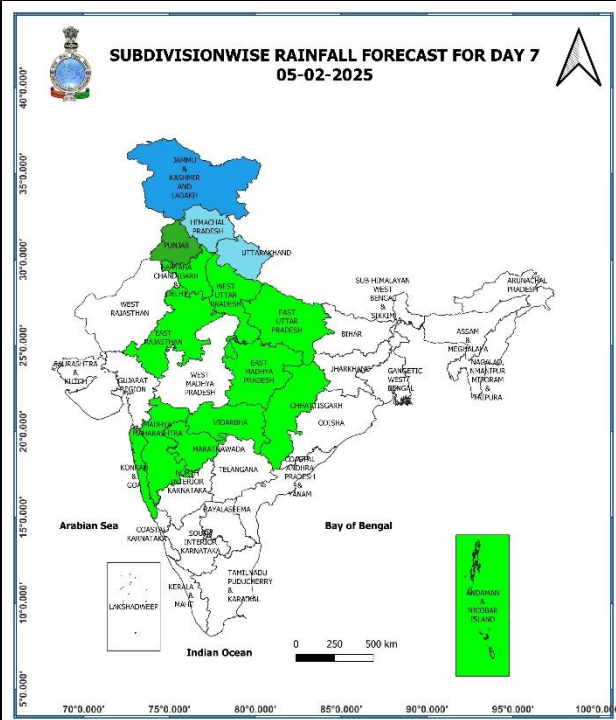 SUBDIVISIONWISE RAINFALL FORECAST FOR DAY 7
05-02-2025
40°0.000'
35°0.000'
30°0.000'
25°0.000'
20°0.000'
15°0.000'
10°0.000'
5°0.000'
JAMMU
&
KASHMIR
AND
LADAKH
HIMACHAL
PRADESH
PUNJAB
UTTARAKHAND
HARYANA
CHANDIGARH
&
DELHI
WEST
UTTAR
PRADESH
WEST
RAJASTHAN
EAST
RAJASTHAN
EAST
UTTAR
PRADESH
SUB-HIMALAYAN
WEST
BENGAL
&
SIKKIM
ARUNACHAL
PRADESH
ASSAM
&
MEGHALAYA
NAGALAND
MANIPUR
MIZORAM
&
TRIPURA
BIHAR
JHARKHAND
GANGETIC
WEST
BENGAL
SAURASHTRA
&
KUTCH
GUJARAT
REGION
WEST
MADHYA
PRADESH
EAST
MADHYA
PRADESH
CHHATTISGARH
ODISHA
MADHYA
MAHARASHTRA
VIDARBHA
MARATHAWADA
KONKAN
&
GOA
NORTH
INTERIOR
KARNATAKA
TELANGANA
COASTAL
ANDHRA
PRADESH
&
YANAM
RAYALASEEMA
COASTAL
KARNATAKA
SOUTH
INTERIOR
KARNATAKA
TAMILNADU
PUDUCHERRY
&
KARAIKAL
KERALA
&
MAHE
LAKSHADWEEP
ANDAMAN
&
NICOBAR
ISLAND
Arabian Sea
Bay of Bengal
Indian Ocean
0 250 500 km
70°0.000' 75°0.000' 80°0.000' 85°0.000' 90°0.000' 95°0.000' 100°0.000'